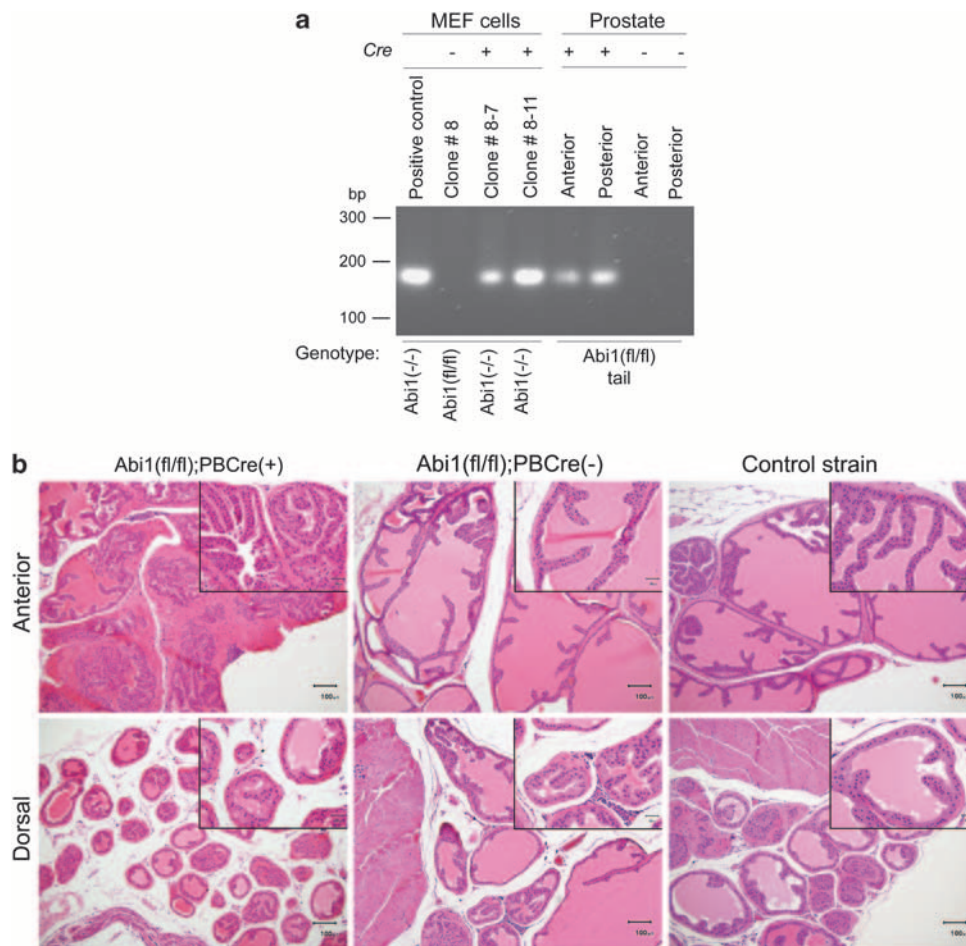 a
MEF cells Prostate
Cre - + + + + - -
Positive control
Clone # 8
Clone # 8-7
Clone # 8-11
Anterior
Posterior
Anterior
Posterior
bp
300
200
100
Genotype:
Abi1(-/-)
Abi1(fl/fl)
Abi1(-/-)
Abi1(-/-)
Abi1(fl/fl)
tail
b
Abi1(fl/fl);PBCre(+) Abi1(fl/fl);PBCre(-) Control strain
Anterior
Dorsal